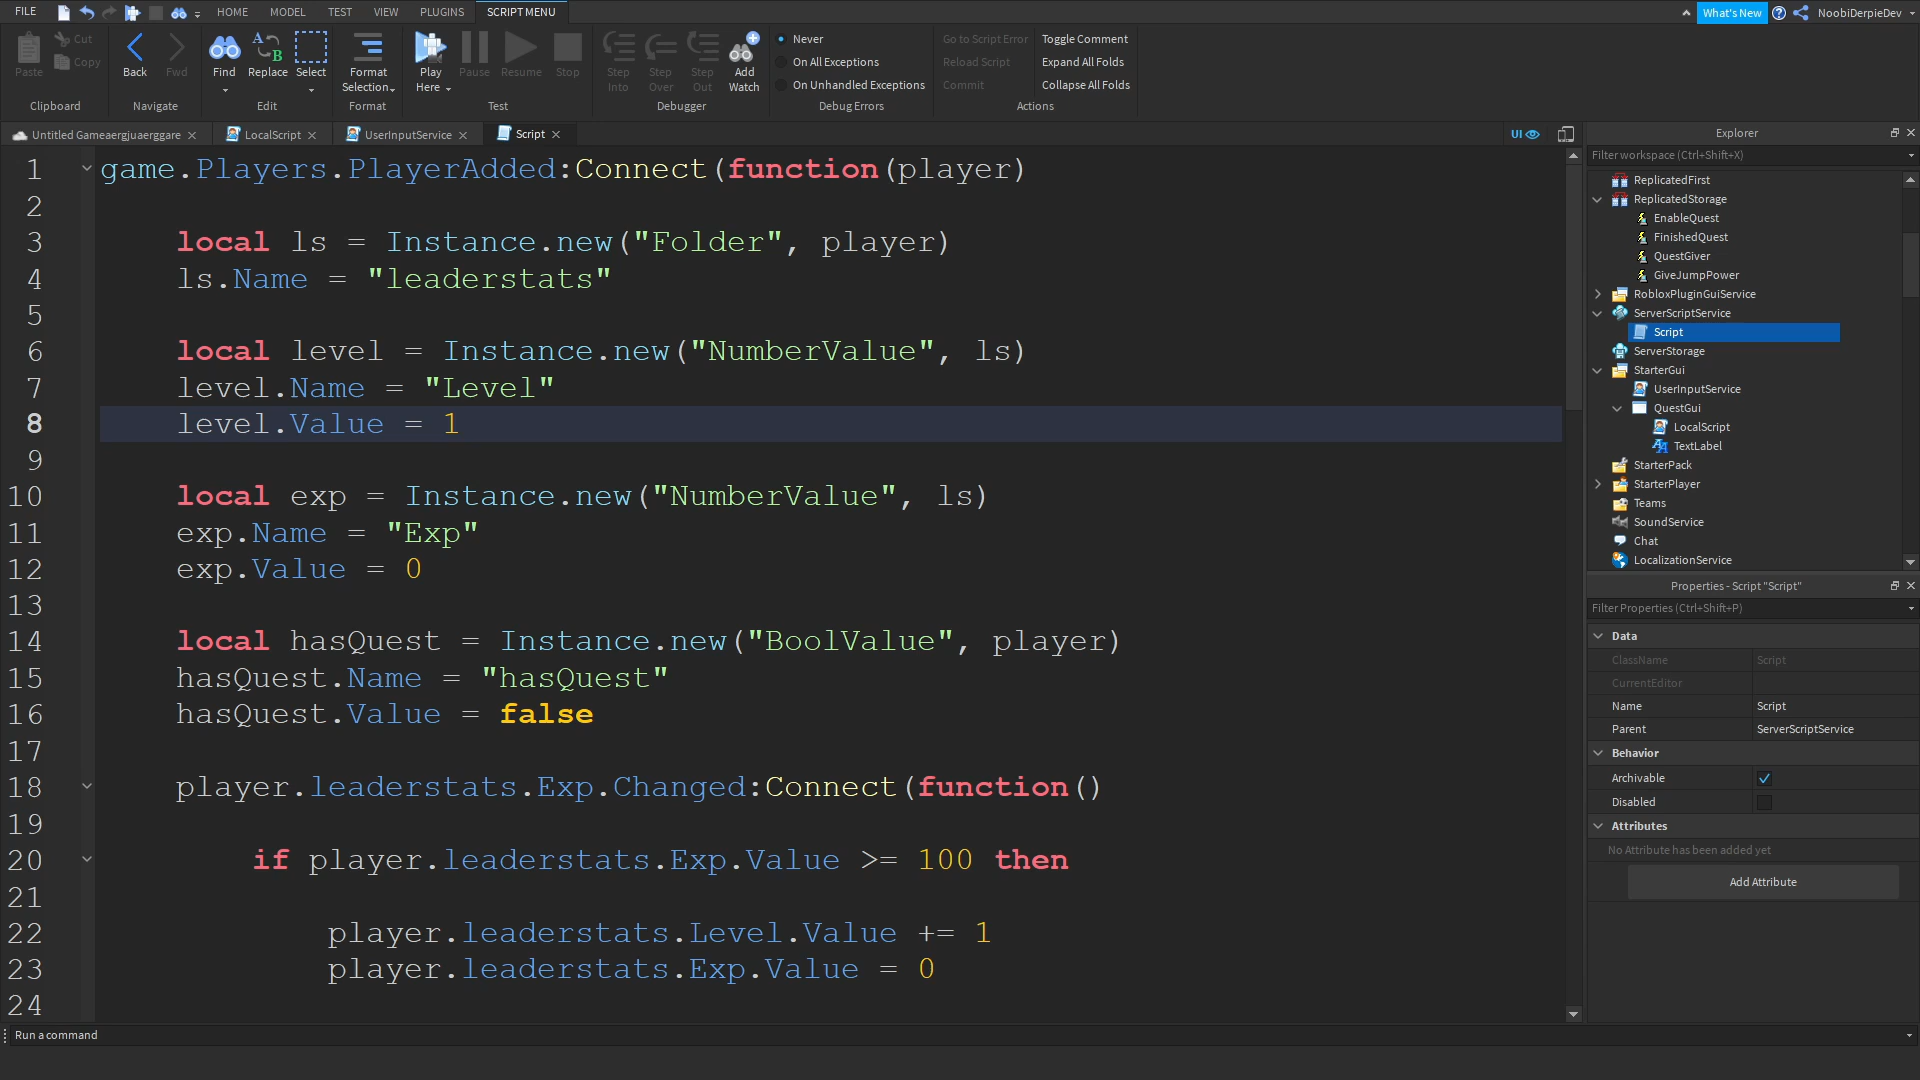 FILE HOME MODEL TEST VIEW PLUGINS SCRIPT MENU What's New NoobiDerpieDev
Paste Cut Copy Clipboard
Back Fwd Navigate
Find Replace Select Edit
Format Selection Format
Play Here Pause Resume Stop Test
Step Into Step Over Step Out Add Watch Debugger
Never
On All Exceptions
On Unhandled Exceptions
Debug Errors
Go to Script Error Toggle Comment
Reload Script Expand All Folds
Commit Collapse All Folds
Actions
Untitled Gameaergjuaerggare LocalScript UserInputService Script UI
1 game.Players.PlayerAdded:Connect(function(player)
2
3 local ls = Instance.new("Folder", player)
4 ls.Name = "leaderstats"
5
6 local level = Instance.new("NumberValue", ls)
7 level.Name = "Level"
8 level.Value = 1
9
10 local exp = Instance.new("NumberValue", ls)
11 exp.Name = "Exp"
12 exp.Value = 0
13
14 local hasQuest = Instance.new("BoolValue", player)
15 hasQuest.Name = "hasQuest"
16 hasQuest.Value = false
17
18 player.leaderstats.Exp.Changed:Connect(function()
19
20 if player.leaderstats.Exp.Value >= 100 then
21
22 player.leaderstats.Level.Value += 1
23 player.leaderstats.Exp.Value = 0
24
Explorer
Filter workspace (Ctrl+Shift+X)
ReplicatedFirst
ReplicatedStorage
EnableQuest
FinishedQuest
QuestGiver
GiveJumpPower
RobloxPluginGuiService
ServerScriptService
Script
ServerStorage
StarterGui
UserInputService
QuestGui
LocalScript
TextLabel
StarterPack
StarterPlayer
Teams
SoundService
Chat
LocalizationService
Properties - Script "Script"
Filter Properties (Ctrl+Shift+P)
Data
ClassName Script
CurrentEditor
Name Script
Parent ServerScriptService
Behavior
Archivable
Disabled
Attributes
No Attribute has been added yet
Add Attribute
Run a command